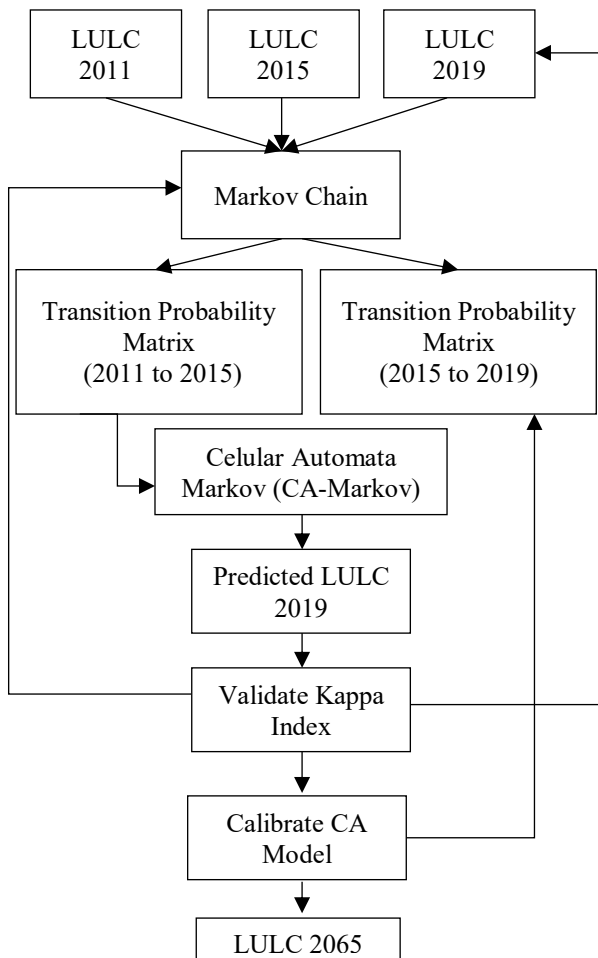 LULC
2011
LULC
2015
LULC
2019
Markov Chain
Transition Probability
Matrix
(2011 to 2015)
Transition Probability
Matrix
(2015 to 2019)
Celular Automata
Markov (CA-Markov)
Predicted LULC
2019
Validate Kappa
Index
Calibrate CA
Model
LULC 2065